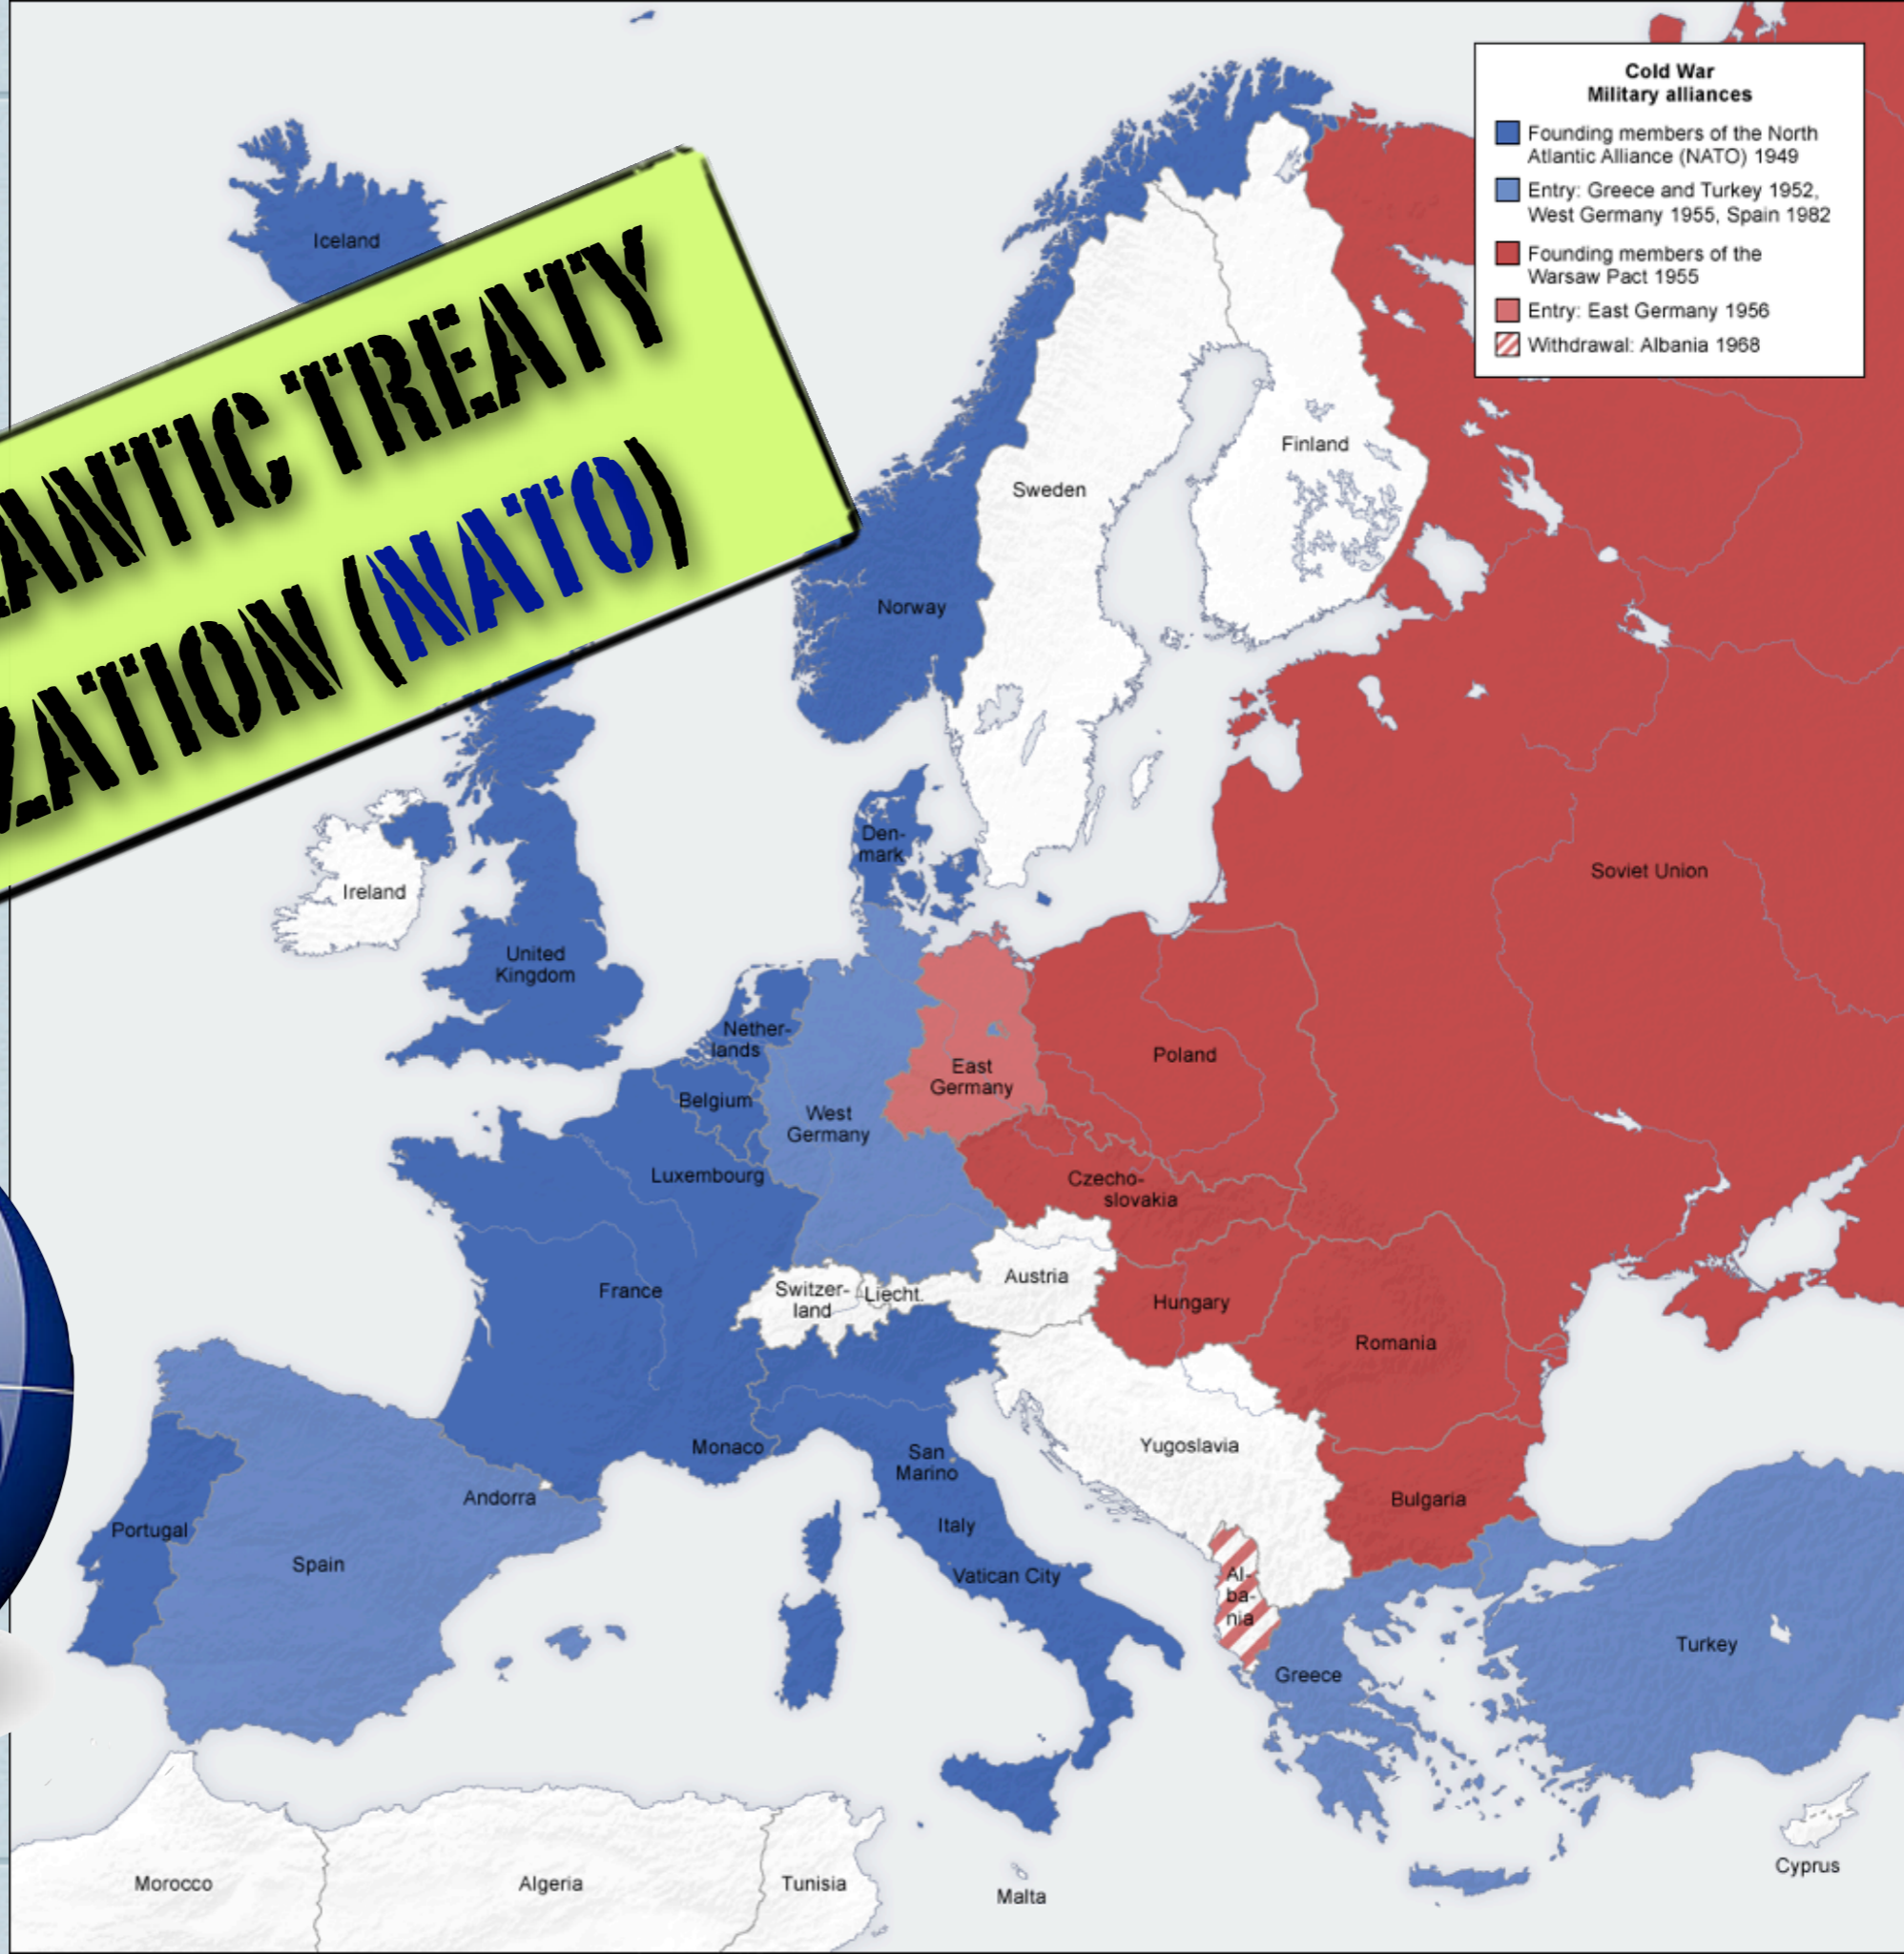 Cold War
Military alliances
Founding members of the North
Atlantic Alliance (NATO) 1949
Entry: Greece and Turkey 1952,
West Germany 1955, Spain 1982
Founding members of the
Warsaw Pact 1955
Entry: East Germany 1956
Withdrawal: Albania 1968
Iceland
ANTIC TREATY
ZATION (NATO)
Finland
Sweden
Norway
Den-
mark
Soviet Union
Ireland
United
Kingdom
Nether-
lands
Poland
East
Germany
Belgium
West
Germany
Luxembourg
Czecho-
slovakia
France
Switzer-
land
Liecht.
Austria
Hungary
Romania
Monaco
San
Marino
Yugoslavia
Andorra
Bulgaria
Portugal
Italy
Spain
Vatican City
Al-
ba-
nia
Turkey
Greece
Cyprus
Morocco
Algeria
Tunisia
Malta